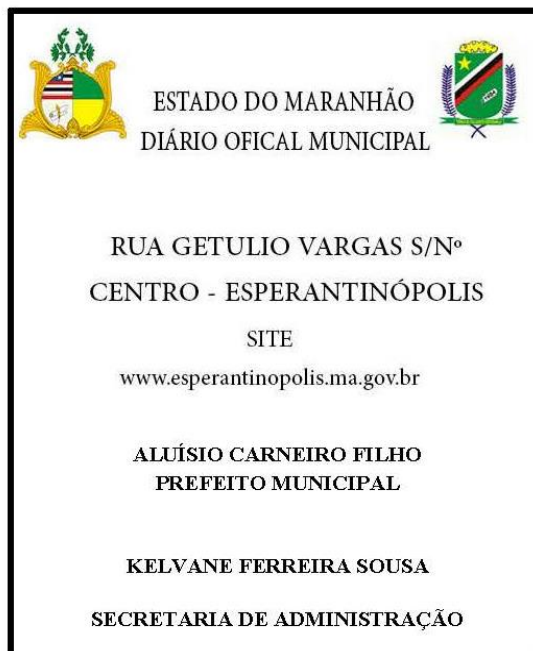 ESTADO DO MARANHÃO
DIÁRIO OFICAL MUNICIPAL
RUA GETULIO VARGAS S/Nº
CENTRO - ESPERANTINÓPOLIS
SITE
www.esperantinopolis.ma.gov.br
ALUÍSIO CARNEIRO FILHO
PREFEITO MUNICIPAL
KELVANE FERREIRA SOUSA
SECRETARIA DE ADMINISTRAÇÃO